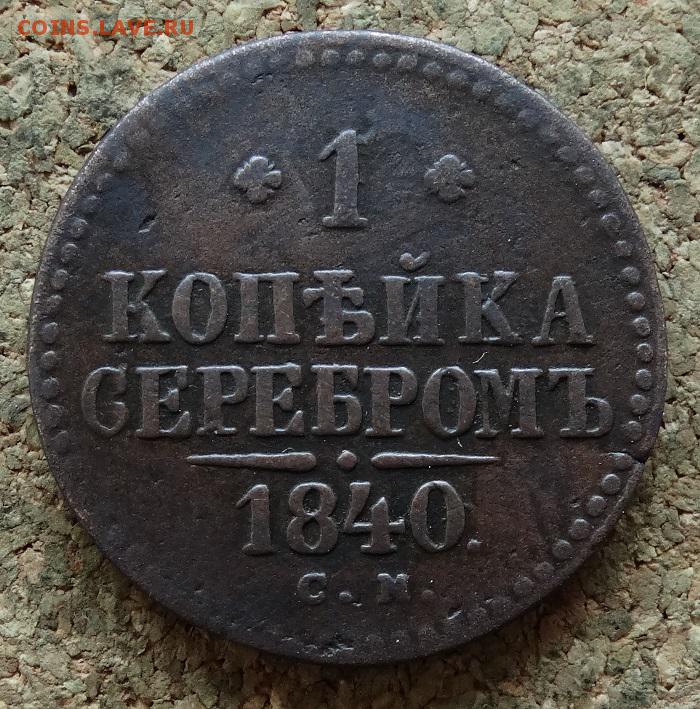 COINS.LAVE.RU
1
КОПѢЙКА
СЕРЕБРОМЪ
1840.
С. М.